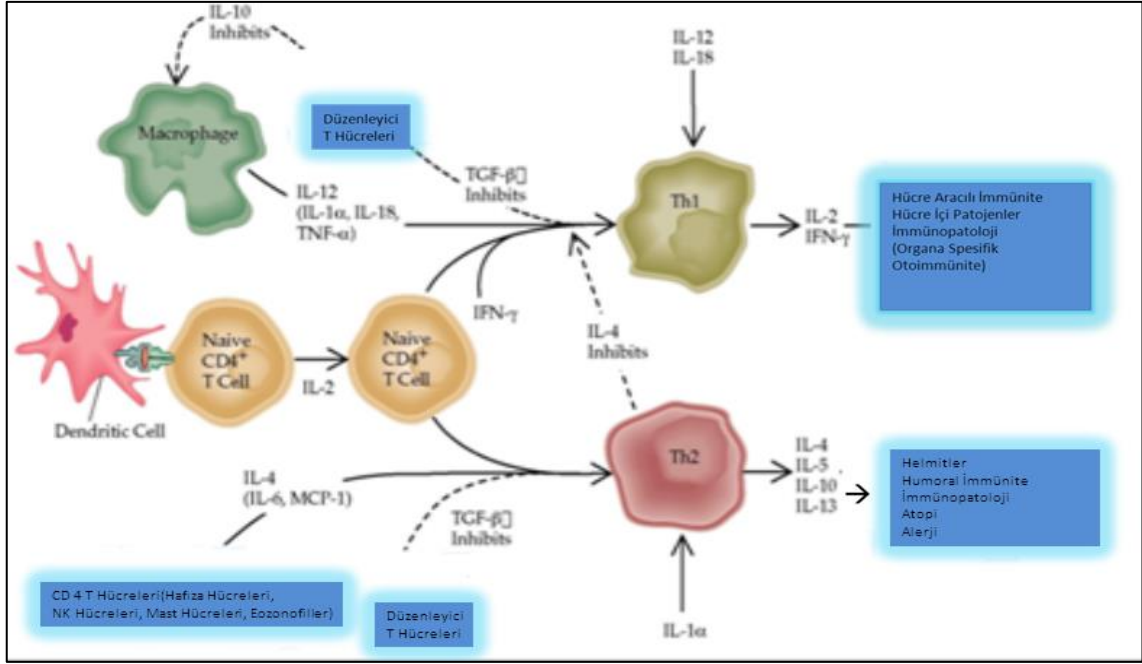 IL-10
Inhibits
Macrophage
Düzenleyici
T Hücreleri
IL-12
IL-18
TGF-β▯
Inhibits
IL-12
(IL-1α, IL-18,
TNF-α)
Th1
IL-2
IFN-γ
Hücre Aracılı İmmünite
Hücre İçi Patojenler
İmmünopatoloji
(Organa Spesifik
Otoimmünite)
IFN-γ
IL-4
Inhibits
Naive
CD4+
T Cell
IL-2
Naive
CD4+
T Cell
Dendritic Cell
Th2
IL-4
IL-5
IL-10
IL-13
Helmitler
Humoral İmmünite
İmmünopatoloji
Atopi
Alerji
IL-4
(IL-6, MCP-1)
TGF-β▯
Inhibits
CD 4 T Hücreleri(Hafıza Hücreleri,
NK Hücreleri, Mast Hücreleri, Eozonofiller)
Düzenleyici
T Hücreleri
IL-1α